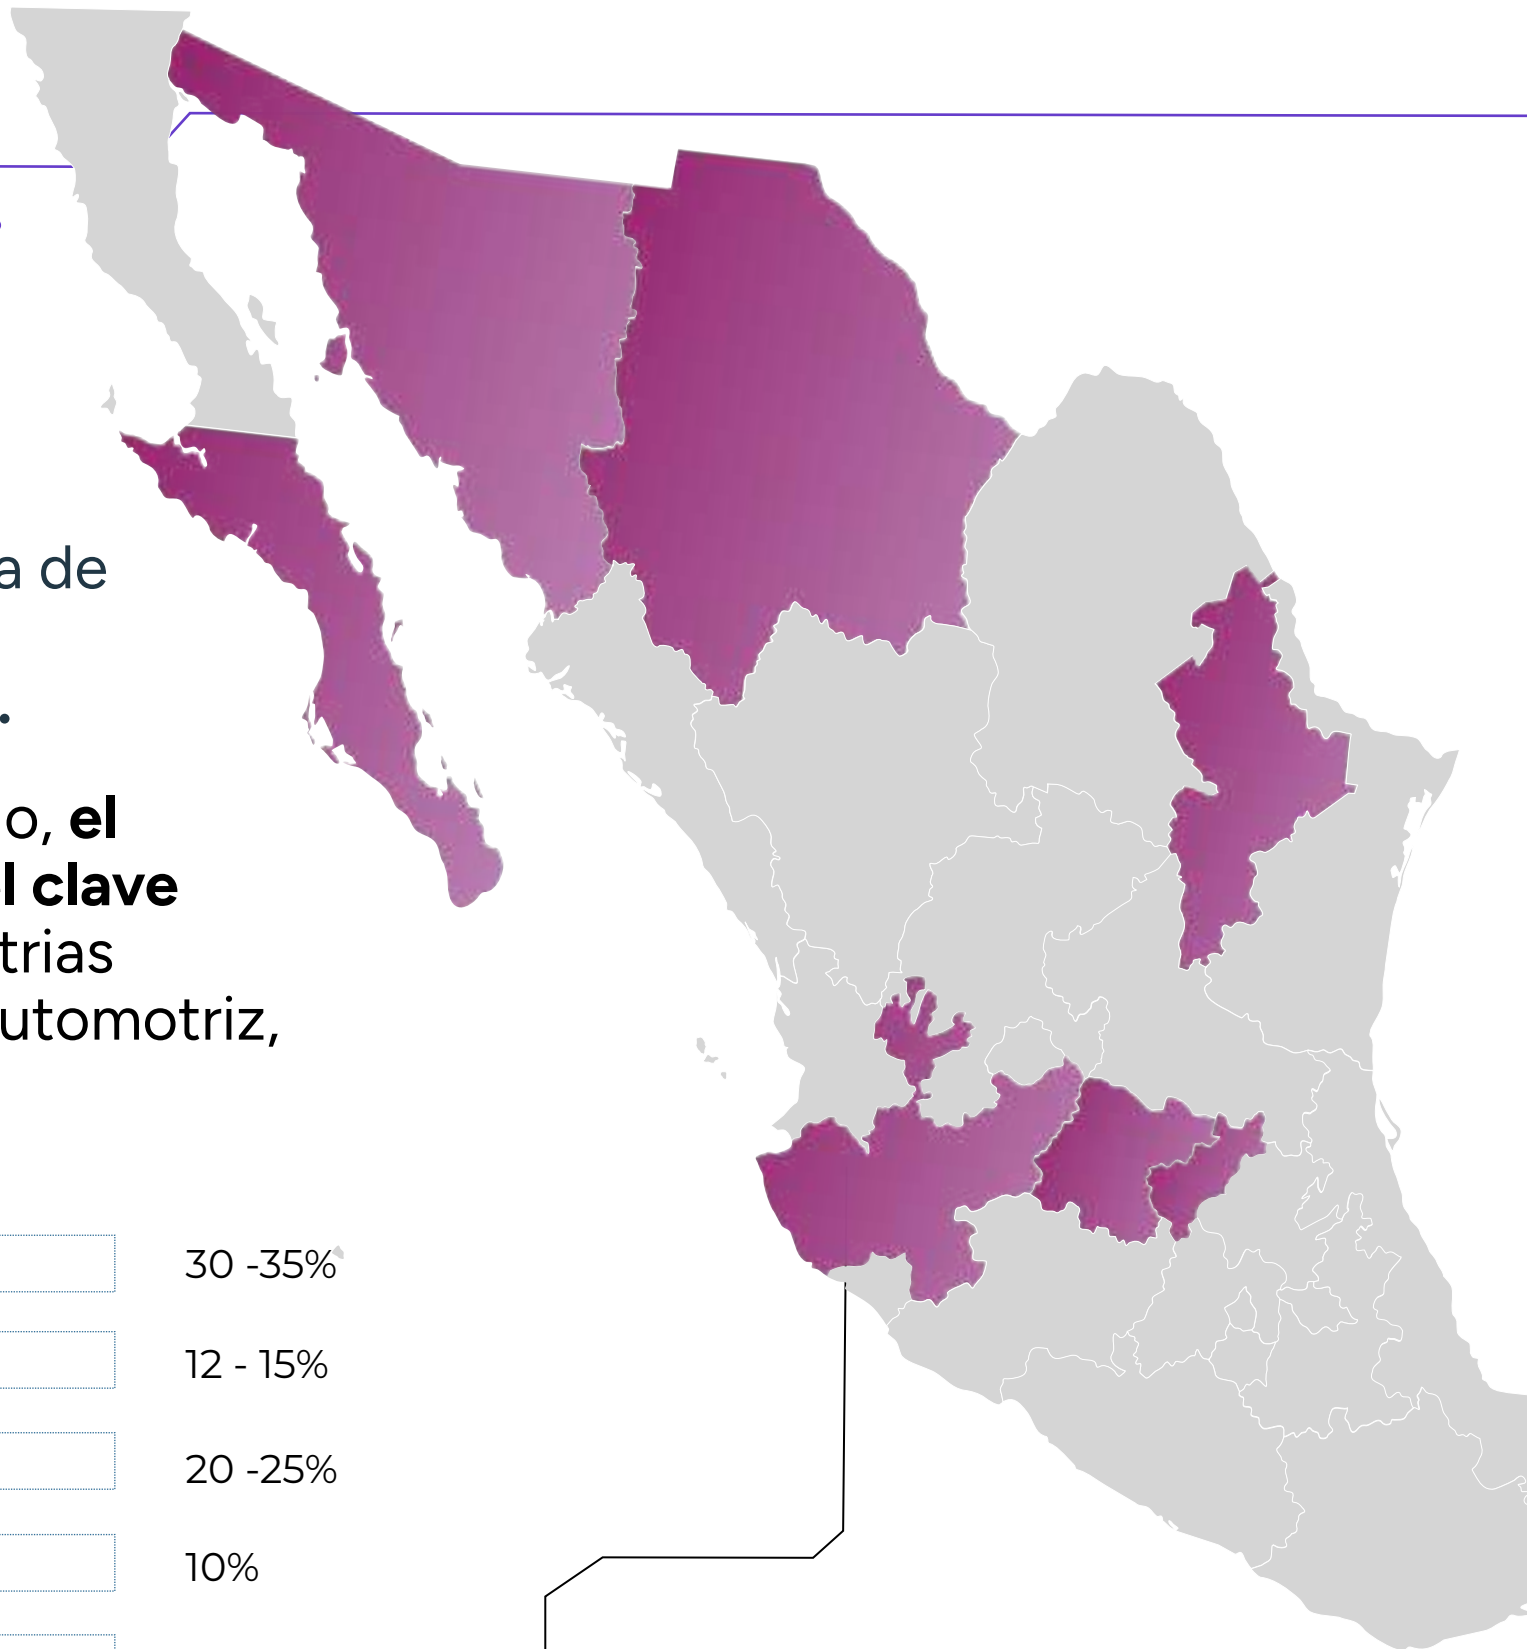 a de
.
o, el
l clave
trias
utomotriz,
30 -35%
12 - 15%
20 -25%
10%